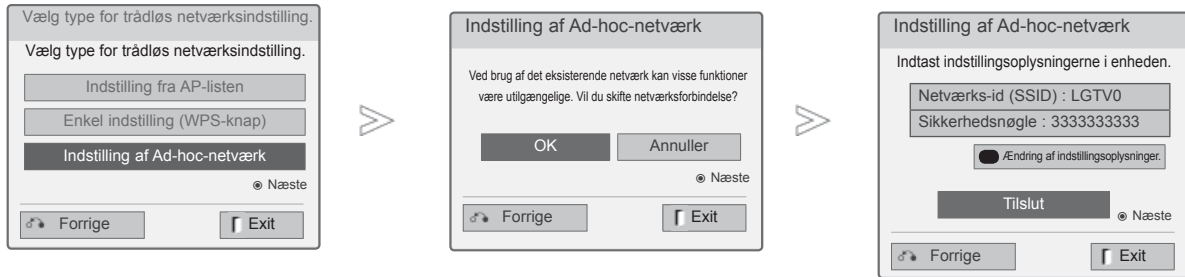 Vælg type for trådløs netværksindstilling.
Vælg type for trådløs netværksindstilling.
Indstilling fra AP-listen
Enkel indstilling (WPS-knap)
Indstilling af Ad-hoc-netværk
Næste
Forrige
Exit
Indstilling af Ad-hoc-netværk
Ved brug af det eksisterende netværk kan visse funktioner
være utilgængelige. Vil du skifte netværksforbindelse?
OK
Annuller
Næste
Forrige
Exit
Indstilling af Ad-hoc-netværk
Indtast indstillingsoplysningerne i enheden.
Netværks-id (SSID) : LGTV0
Sikkerhedsnøgle : 3333333333
Ændring af indstillingsoplysninger.
Tilslut
Næste
Forrige
Exit